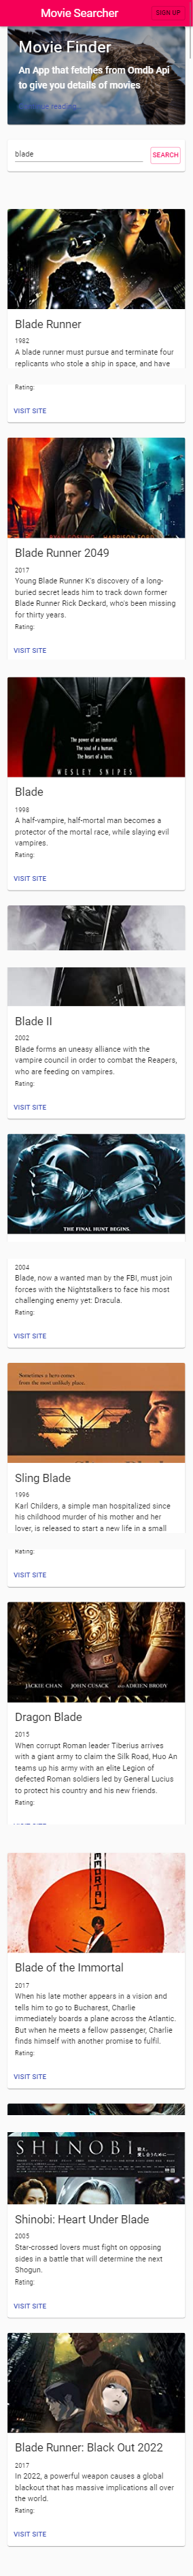 Movie Searcher
SIGN UP
Movie Finder
An App that fetches from Omdb Api
to give you details of movies
blade
SEARCH
Blade Runner
1982
A blade runner must pursue and terminate four
replicants who stole a ship in space, and have
Rating:
VISIT SITE
RYAN GOSLING HARRISON FORD
Blade Runner 2049
2017
Young Blade Runner K's discovery of a long-
buried secret leads him to track down former
Blade Runner Rick Deckard, who's been missing
for thirty years.
Rating:
VISIT SITE
The power of an immortal.
The soul of a human.
The heart of a hero.
WESLEY SNIPES
Blade
1998
A half-vampire, half-mortal man becomes a
protector of the mortal race, while slaying evil
vampires.
Rating:
VISIT SITE
Blade II
2002
Blade forms an uneasy alliance with the
vampire council in order to combat the Reapers,
who are feeding on vampires.
Rating:
VISIT SITE
THE FINAL HUNT BEGINS.
2004
Blade, now a wanted man by the FBI, must join
forces with the Nightstalkers to face his most
challenging enemy yet: Dracula.
Rating:
VISIT SITE
Sometimes a hero comes
from the most unlikely place.
Sling Blade
1996
Karl Childers, a simple man hospitalized since
his childhood murder of his mother and her
lover, is released to start a new life in a small
Rating:
VISIT SITE
JACKIE CHAN JOHN CUSACK AND ADRIEN BRODY
DRAGON
Dragon Blade
2015
When corrupt Roman leader Tiberius arrives
with a giant army to claim the Silk Road, Huo An
teams up his army with an elite Legion of
defected Roman soldiers led by General Lucius
to protect his country and his new friends.
Rating:
IMMORTAL
Blade of the Immortal
2017
When his late mother appears in a vision and
tells him to go to Bucharest, Charlie
immediately boards a plane across the Atlantic.
But when he meets a fellow passenger, Charlie
finds himself with another promise to fulfil.
Rating:
VISIT SITE
SHINOBI
Shinobi: Heart Under Blade
2005
Star-crossed lovers must fight on opposing
sides in a battle that will determine the next
Shogun.
Rating:
VISIT SITE
Blade Runner: Black Out 2022
2017
In 2022, a powerful weapon causes a global
blackout that has massive implications all over
the world.
Rating:
VISIT SITE